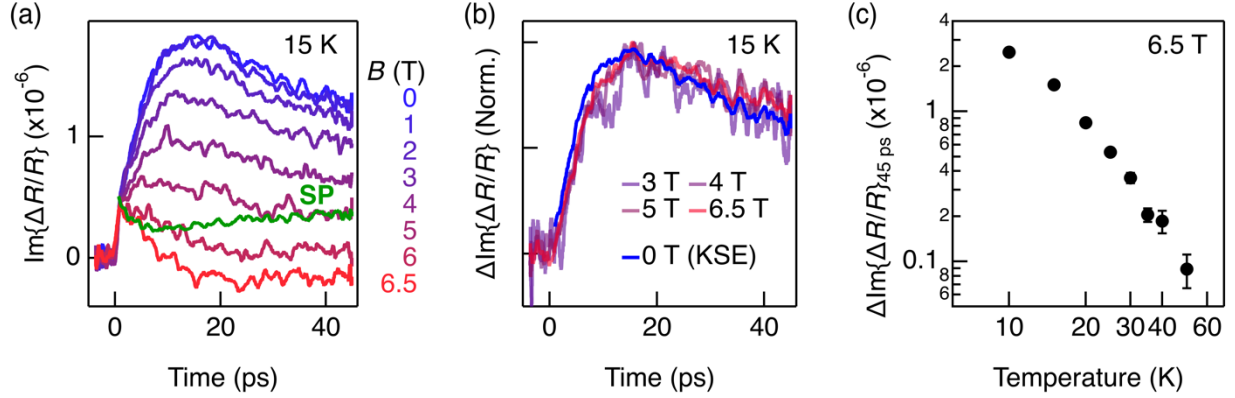 (a)
15 K
Im{ΔR/R} (x10⁻⁶)
1
0
0
20
40
Time (ps)
SP
B (T)
0
1
2
3
4
5
6
6.5
(b)
15 K
ΔIm{ΔR/R} (Norm.)
3 T
4 T
5 T
6.5 T
0 T (KSE)
0
20
40
Time (ps)
(c)
6.5 T
ΔIm{ΔR/R}45 ps (x10⁻⁶)
4
2
1
8
6
4
2
0.1
8
6
10
20
30
40
60
Temperature (K)